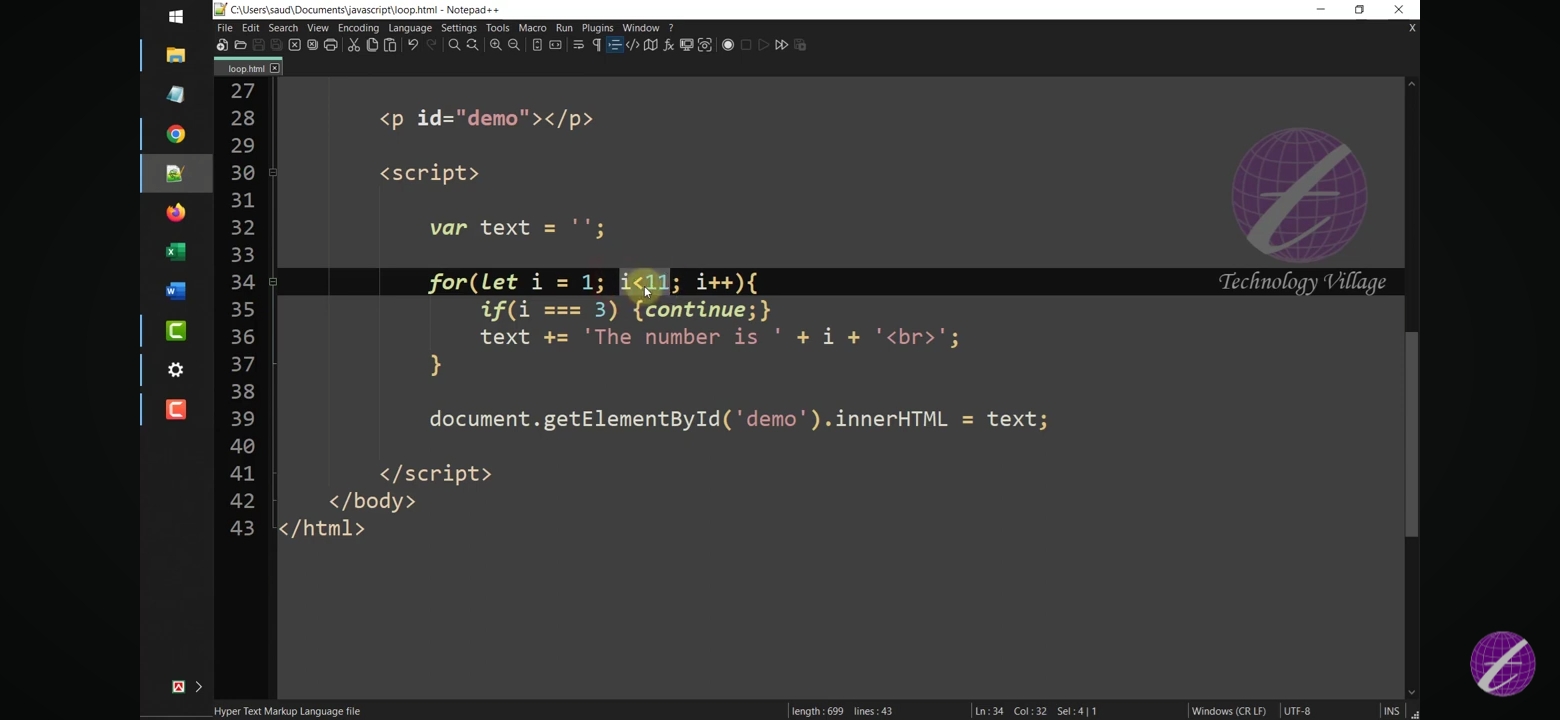 C:\Users\saud\Documents\javascript\loop.html - Notepad++
File Edit Search View Encoding Language Settings Tools Macro Run Plugins Window ? X
loop.html
27
28 <p id="demo"></p>
29
30 <script>
31
32 var text = '';
33
34 for(let i = 1; i<11; i++){
35 if(i === 3) {continue;}
36 text += 'The number is ' + i + '<br>';
37 }
38
39 document.getElementById('demo').innerHTML = text;
40
41 </script>
42 </body>
43 </html>
Technology Village
Hyper Text Markup Language file length : 699 lines : 43 Ln : 34 Col : 32 Sel : 4 | 1 Windows (CR LF) UTF-8 INS